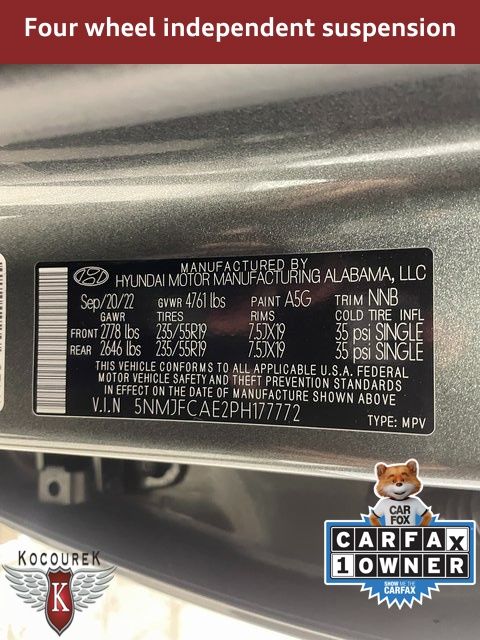 Four wheel independent suspension
MANUFACTURED BY
HYUNDAI MOTOR MANUFACTURING ALABAMA, LLC
Sep/20/22 GVWR 4761 lbs PAINT A5G TRIM NNB
GAWR TIRES RIMS COLD TIRE INFL
FRONT 2778 lbs 235/55R19 7.5JX19 35 psi SINGLE
REAR 2646 lbs 235/55R19 7.5JX19 35 psi SINGLE
THIS VEHICLE CONFORMS TO ALL APPLICABLE U.S.A. FEDERAL
MOTOR VEHICLE SAFETY AND THEFT PREVENTION STANDARDS
IN EFFECT ON THE DATE OF MANUFACTURE SHOWN ABOVE
V.I.N 5NMJFCAE2PH177772 TYPE: MPV
CAR
FOX
CARFAX
1 OWNER
SHOW ME THE
CARFAX
KOCOUREK
K